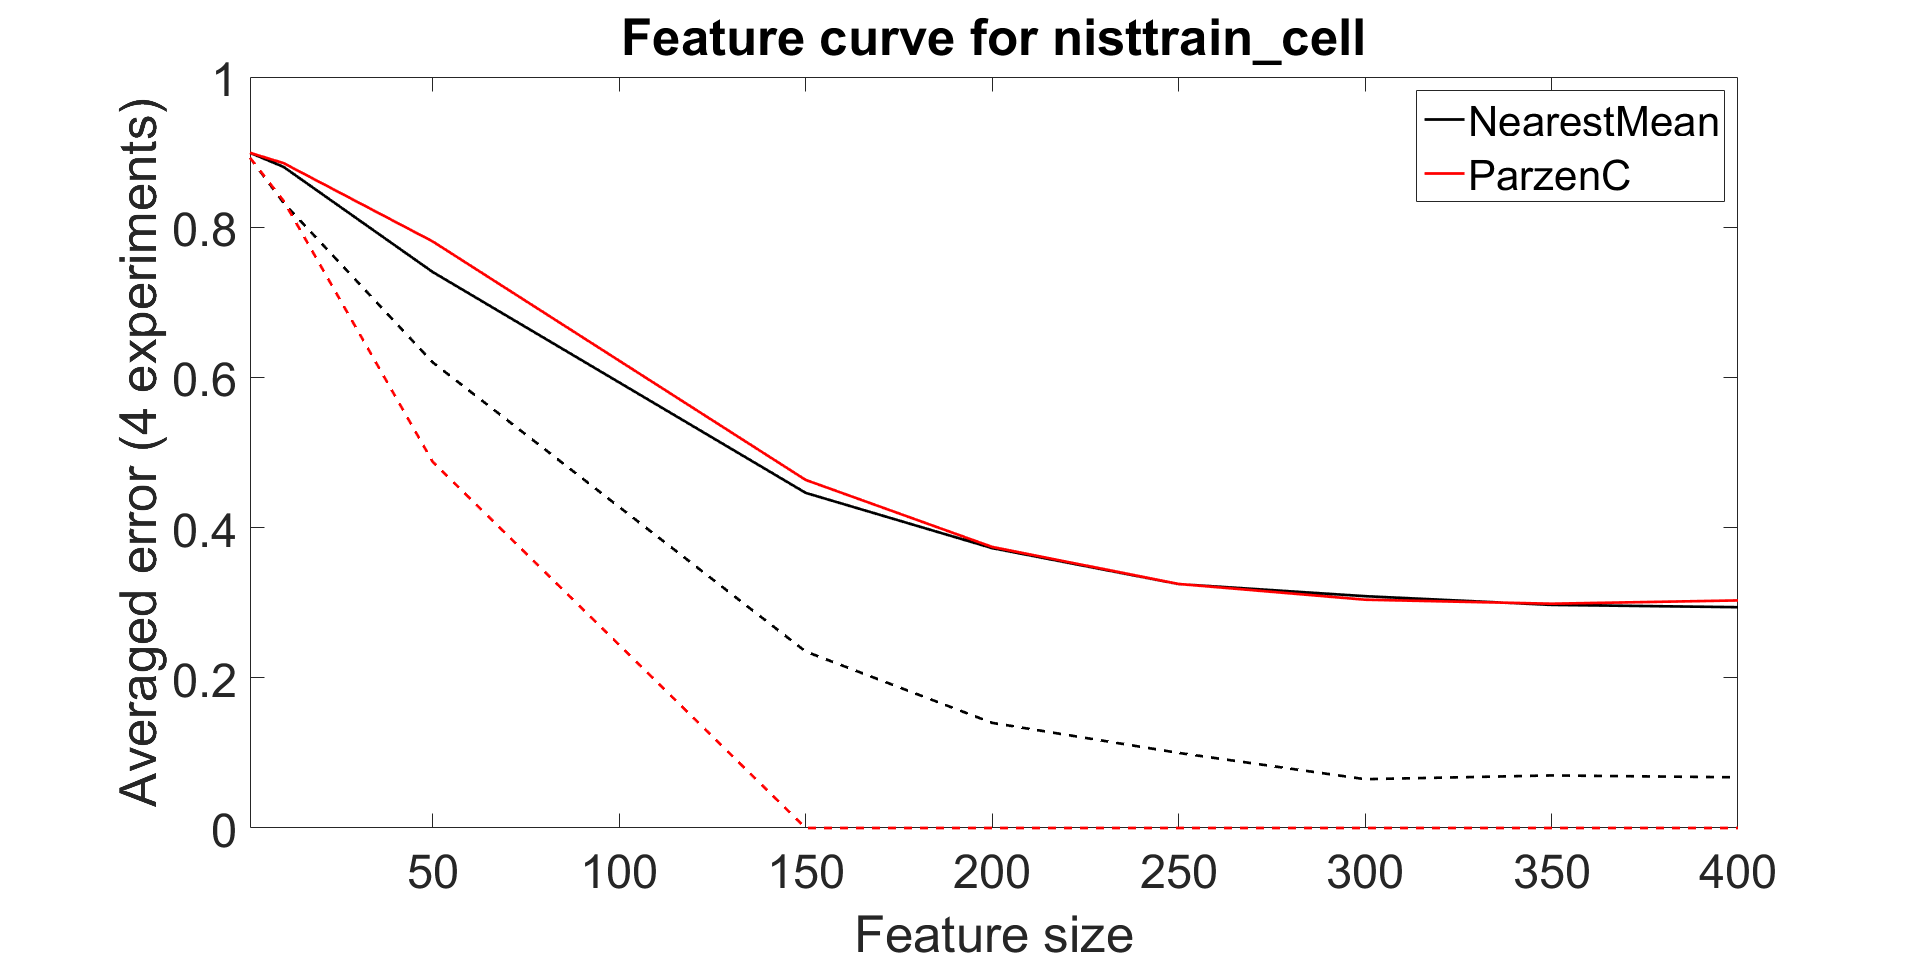 Feature curve for nisttrain_cell
Averaged error (4 experiments)
1
0.8
0.6
0.4
0.2
0
NearestMean
ParzenC
50 100 150 200 250 300 350 400
Feature size